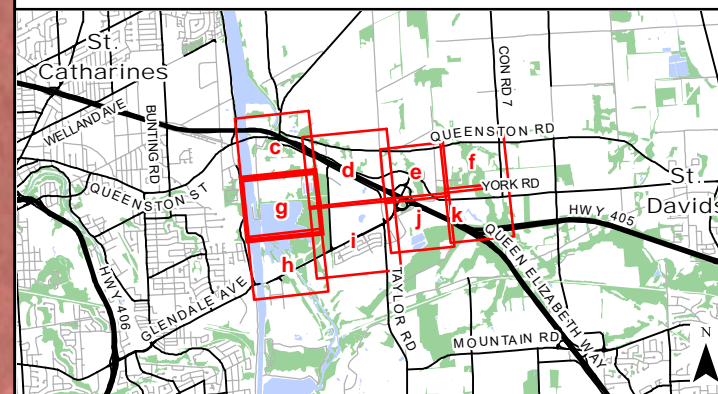 St.
Catharines
WELLAND AVE
BUNTING RD
QUEENSTON ST
HWY 406
GLENDALE AVE
CON RD 7
QUEENSTON RD
YORK RD
St.
Davids
HWY 405
QUEEN ELIZABETH WAY
TAYLOR RD
MOUNTAIN RD
c
d
e
f
g
h
i
j
k
N